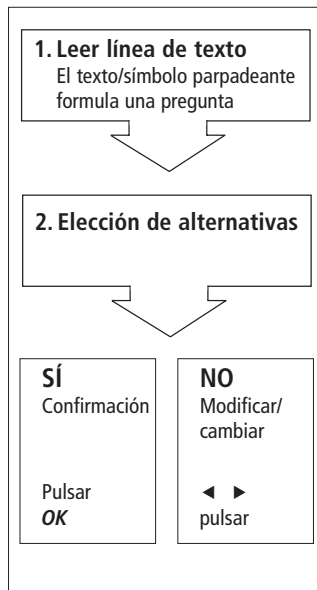 1. Leer línea de texto
El texto/símbolo parpadeante
formula una pregunta
2. Elección de alternativas
SÍ
Confirmación
Pulsar
OK
NO
Modificar/
cambiar
◄ ►
pulsar